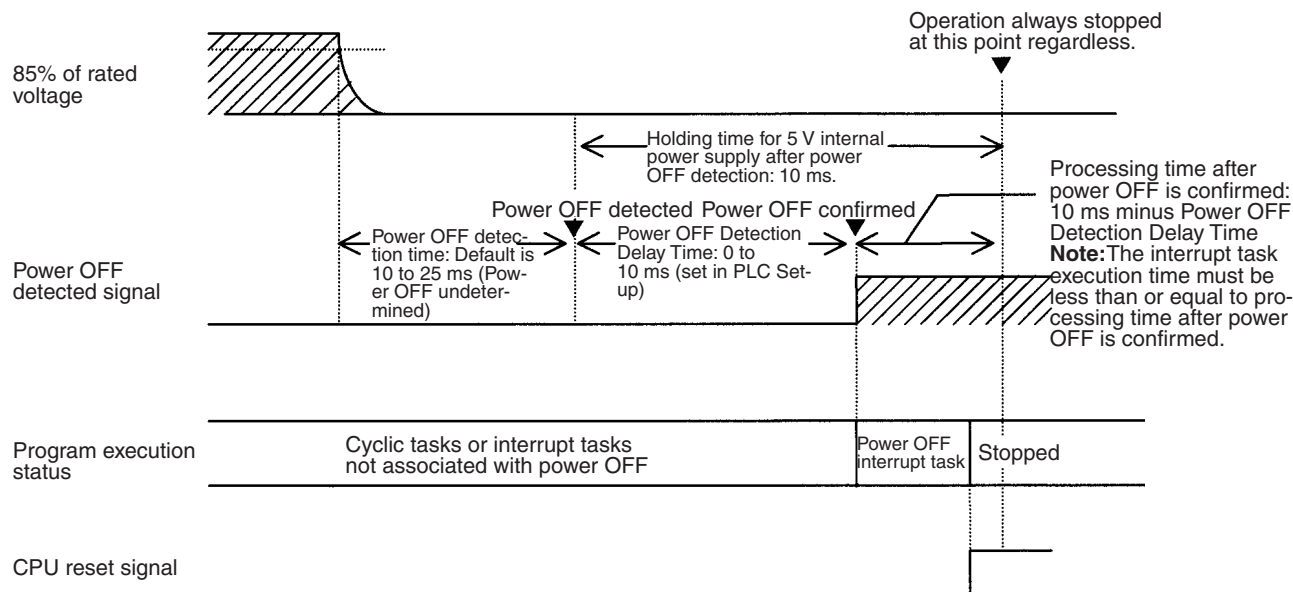 Operation always stopped
at this point regardless.
85% of rated
voltage
Holding time for 5 V internal
power supply after power
OFF detection: 10 ms.
Processing time after
power OFF is confirmed:
10 ms minus Power OFF
Detection Delay Time
Note:The interrupt task
execution time must be
less than or equal to pro-
cessing time after power
OFF is confirmed.
Power OFF detected
Power OFF confirmed
Power OFF detec-
tion time: Default is
10 to 25 ms (Pow-
er OFF undeter-
mined)
Power OFF Detection
Delay Time: 0 to
10 ms (set in PLC Set-
up)
Power OFF
detected signal
Program execution
status
Cyclic tasks or interrupt tasks
not associated with power OFF
Power OFF
interrupt task
Stopped
CPU reset signal